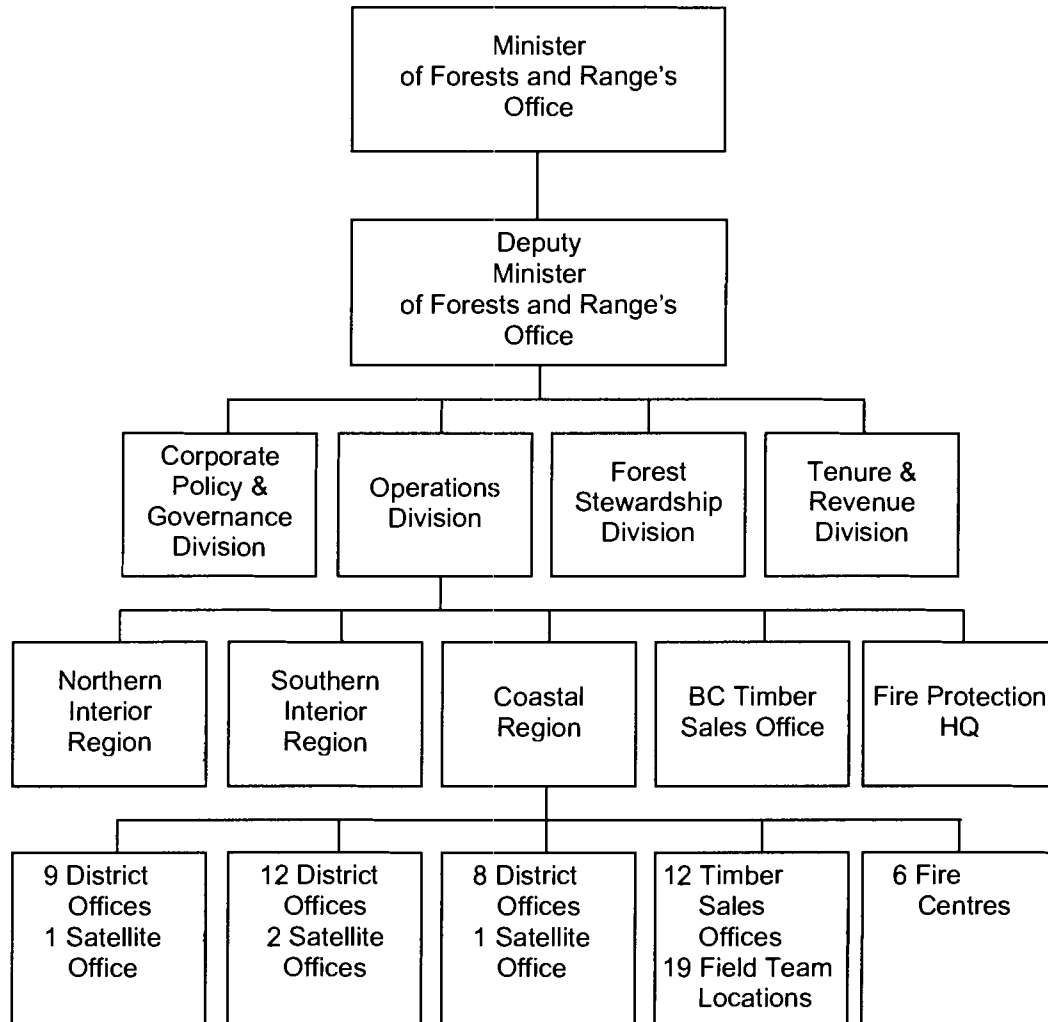 Minister
of Forests and Range's
Office
Deputy
Minister
of Forests and Range's
Office
Corporate
Policy &
Governance
Division
Operations
Division
Forest
Stewardship
Division
Tenure &
Revenue
Division
Northern
Interior
Region
Southern
Interior
Region
Coastal
Region
BC Timber
Sales Office
Fire Protection
HQ
9 District
Offices
1 Satellite
Office
12 District
Offices
2 Satellite
Offices
8 District
Offices
1 Satellite
Office
12 Timber
Sales
Offices
19 Field Team
Locations
6 Fire
Centres